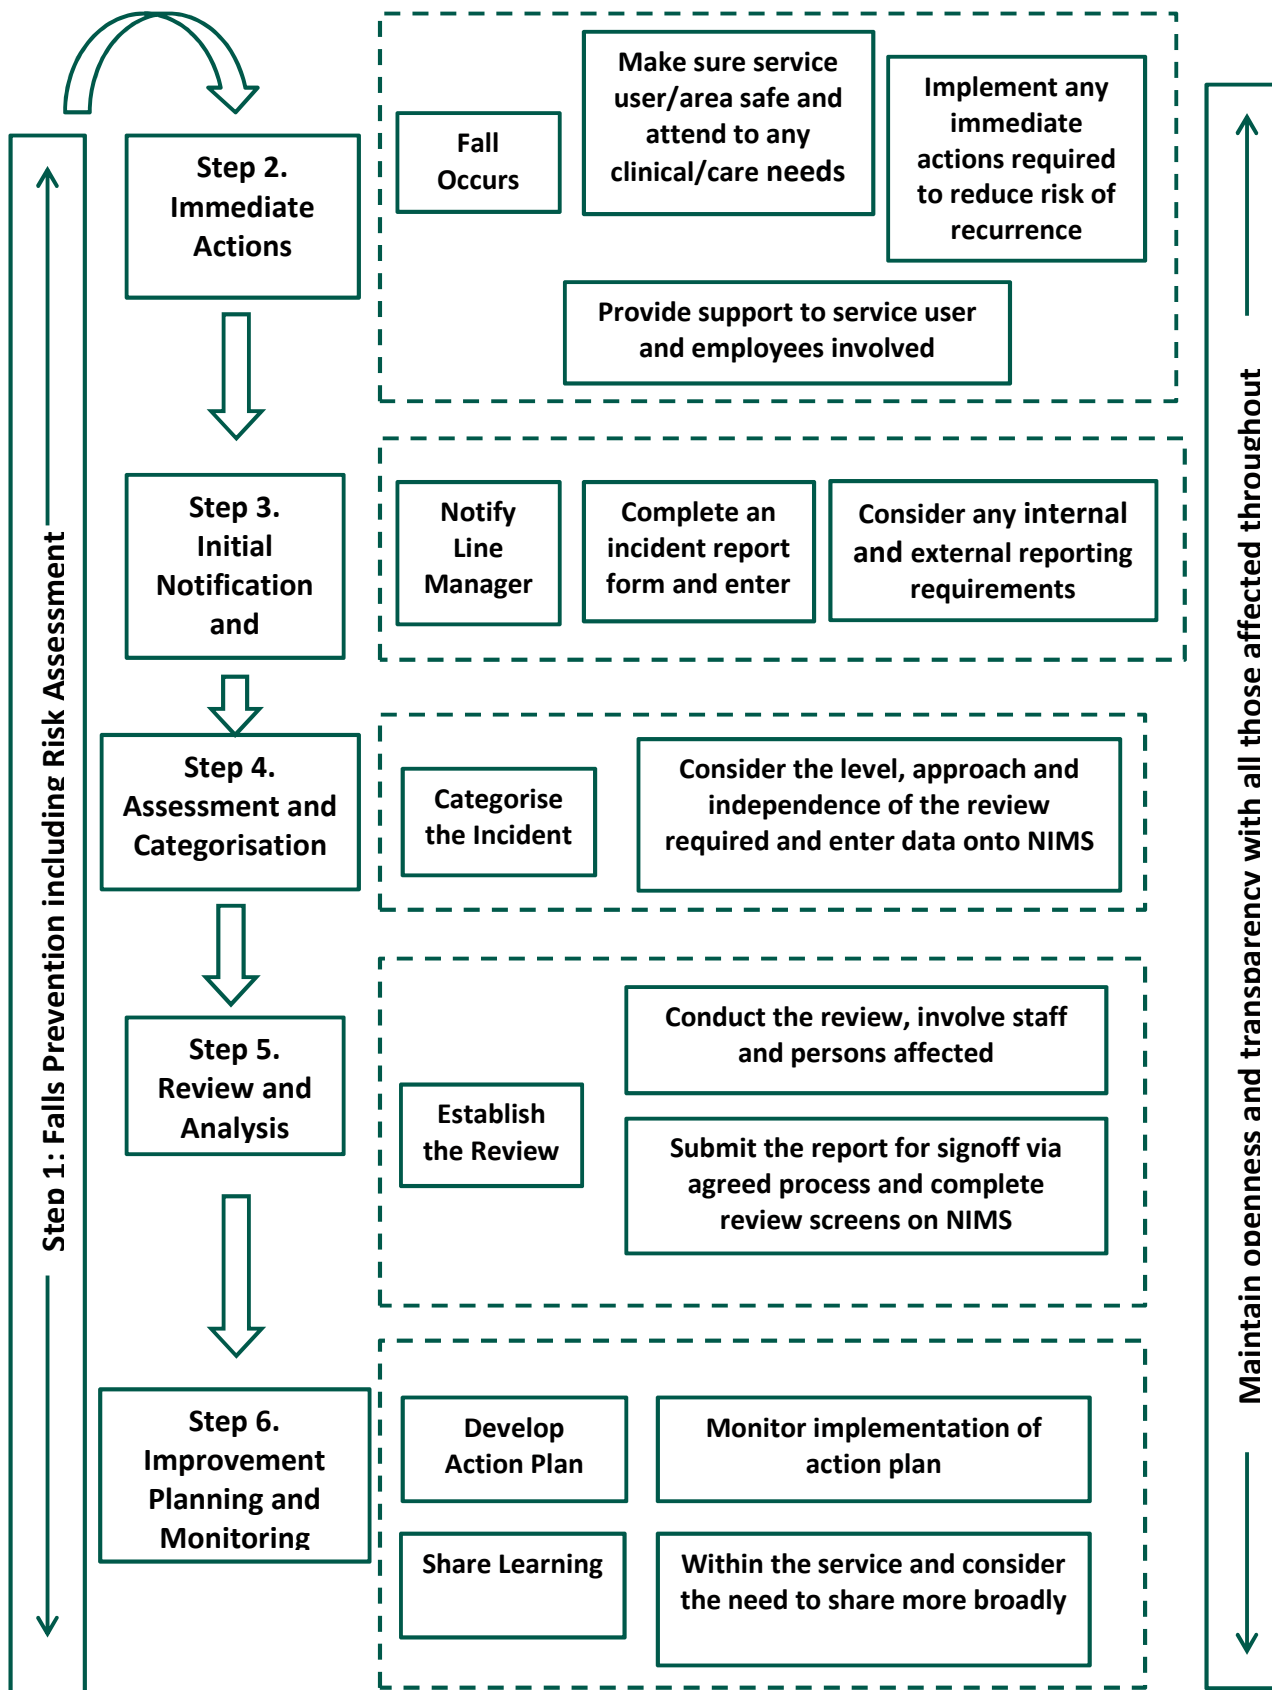 Step 1: Falls Prevention including Risk Assessment
Step 2.
Immediate
Actions
Fall
Occurs
Make sure service
user/area safe and
attend to any
clinical/care needs
Implement any
immediate
actions required
to reduce risk of
recurrence
Provide support to service user
and employees involved
Step 3.
Initial
Notification
and
Notify
Line
Manager
Complete an
incident report
form and enter
Consider any internal
and external reporting
requirements
Step 4.
Assessment and
Categorisation
Categorise
the Incident
Consider the level, approach and
independence of the review
required and enter data onto NIMS
Step 5.
Review and
Analysis
Establish
the Review
Conduct the review, involve staff
and persons affected
Submit the report for signoff via
agreed process and complete
review screens on NIMS
Step 6.
Improvement
Planning and
Monitoring
Develop
Action Plan
Monitor implementation of
action plan
Share Learning
Within the service and consider
the need to share more broadly
Maintain openness and transparency with all those affected throughout